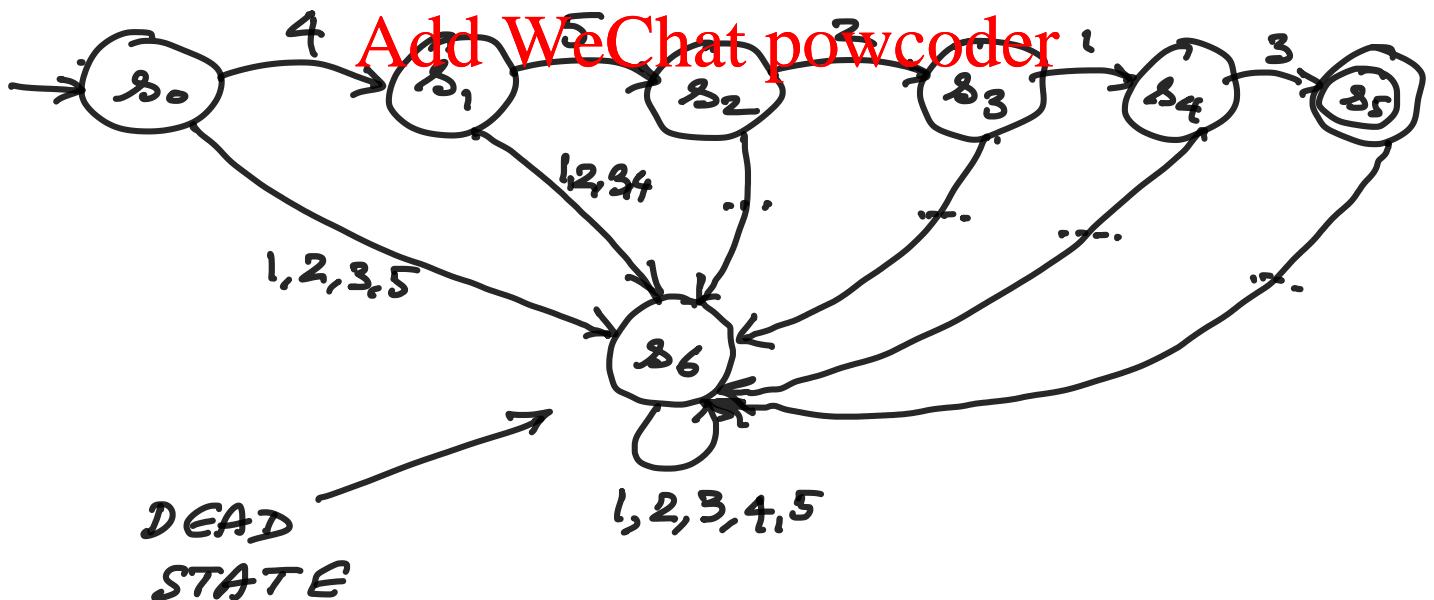 Add WeChat powcoder
4 5 2 1 3
s0 s1 s2 s3 s4 s5
1,2,3,4
... ... ... ...
1,2,3,5
s6
1,2,3,4,5
DEAD
STATE